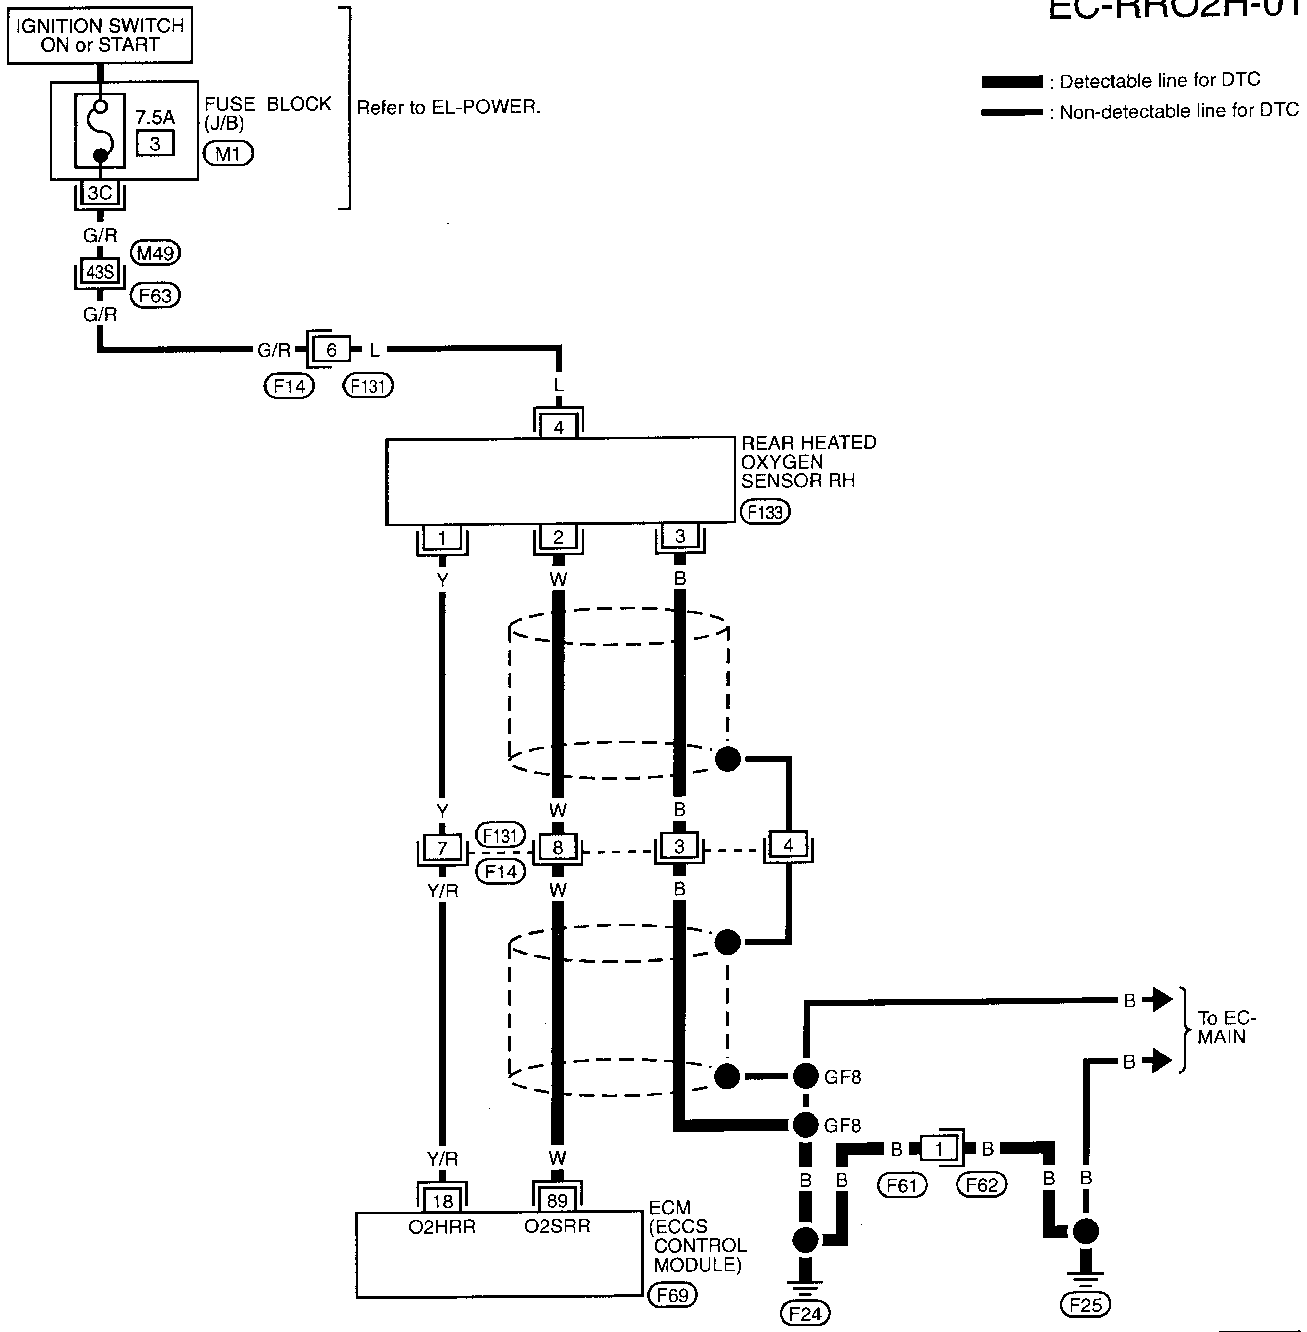 EC-RRO2H-01
IGNITION SWITCH
ON or START
7.5A
3
FUSE BLOCK
(J/B)
M1
Refer to EL-POWER.
: Detectable line for DTC
: Non-detectable line for DTC
3C
G/R
M49
43S
F63
G/R
G/R 6 L
F14 F131
L
4
REAR HEATED
OXYGEN
SENSOR RH
F133
1 2 3
Y W B
Y W B
F131
7 8 3 4
F14
Y/R W B
B
To EC-
MAIN
B
GF8
GF8
B 1 B
F61 F62
B B B B
Y/R W
18 89
O2HRR O2SRR
ECM
(ECCS
CONTROL
MODULE)
F69
F24
F25